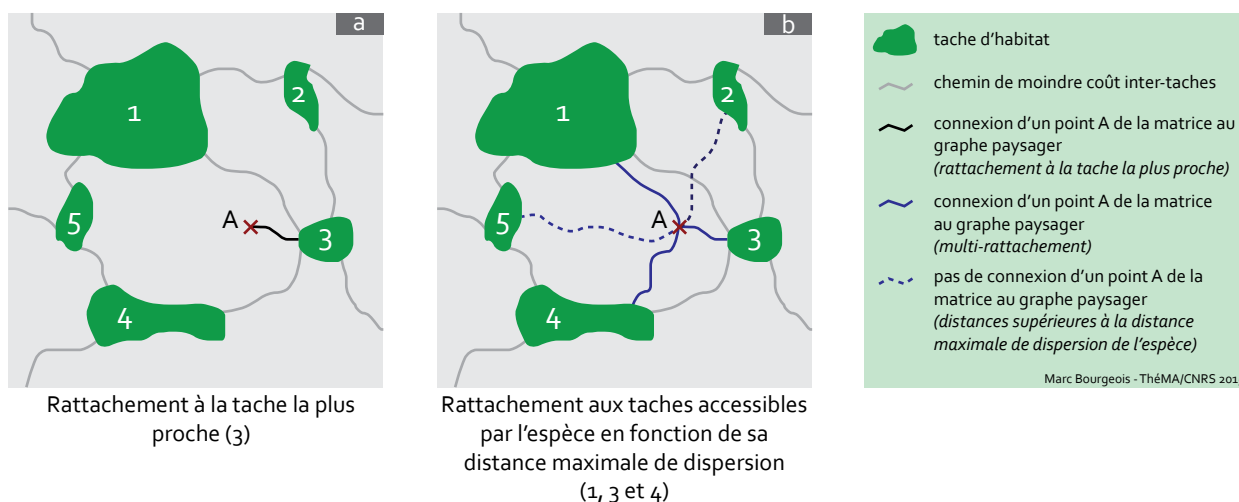 a
1
2
3
4
5
A
Rattachement à la tache la plus
proche (3)
b
1
2
3
4
5
A
Rattachement aux taches accessibles
par l'espèce en fonction de sa
distance maximale de dispersion
(1, 3 et 4)
tache d'habitat
chemin de moindre coût inter-taches
connexion d'un point A de la matrice au
graphe paysager
(rattachement à la tache la plus proche)
connexion d'un point A de la matrice
au graphe paysager
(multi-rattachement)
pas de connexion d'un point A de la
matrice au graphe paysager
(distances supérieures à la distance
maximale de dispersion de l'espèce)
Marc Bourgeois - ThéMA/CNRS